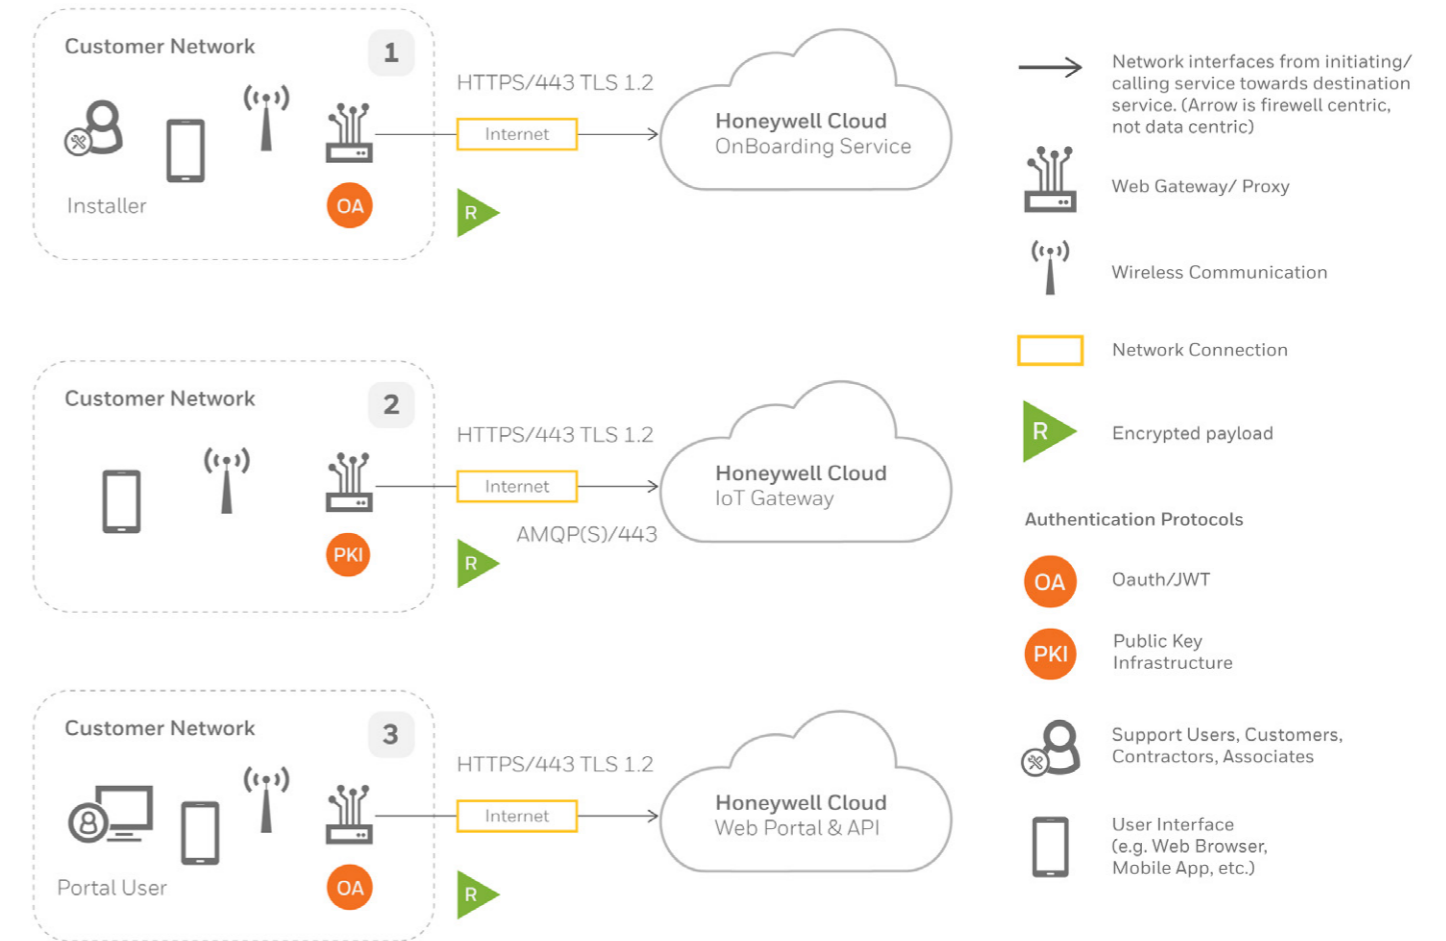 Customer Network
1
HTTPS/443 TLS 1.2
Internet
Honeywell Cloud
OnBoarding Service
Installer
OA
R
Customer Network
2
HTTPS/443 TLS 1.2
Internet
Honeywell Cloud
IoT Gateway
AMQP(S)/443
PKI
R
Customer Network
3
HTTPS/443 TLS 1.2
Internet
Honeywell Cloud
Web Portal & API
Portal User
OA
R
Network interfaces from initiating/
calling service towards destination
service. (Arrow is firewell centric,
not data centric)
Web Gateway/ Proxy
Wireless Communication
Network Connection
R
Encrypted payload
Authentication Protocols
OA
Oauth/JWT
PKI
Public Key
Infrastructure
Support Users, Customers,
Contractors, Associates
User Interface
(e.g. Web Browser,
Mobile App, etc.)